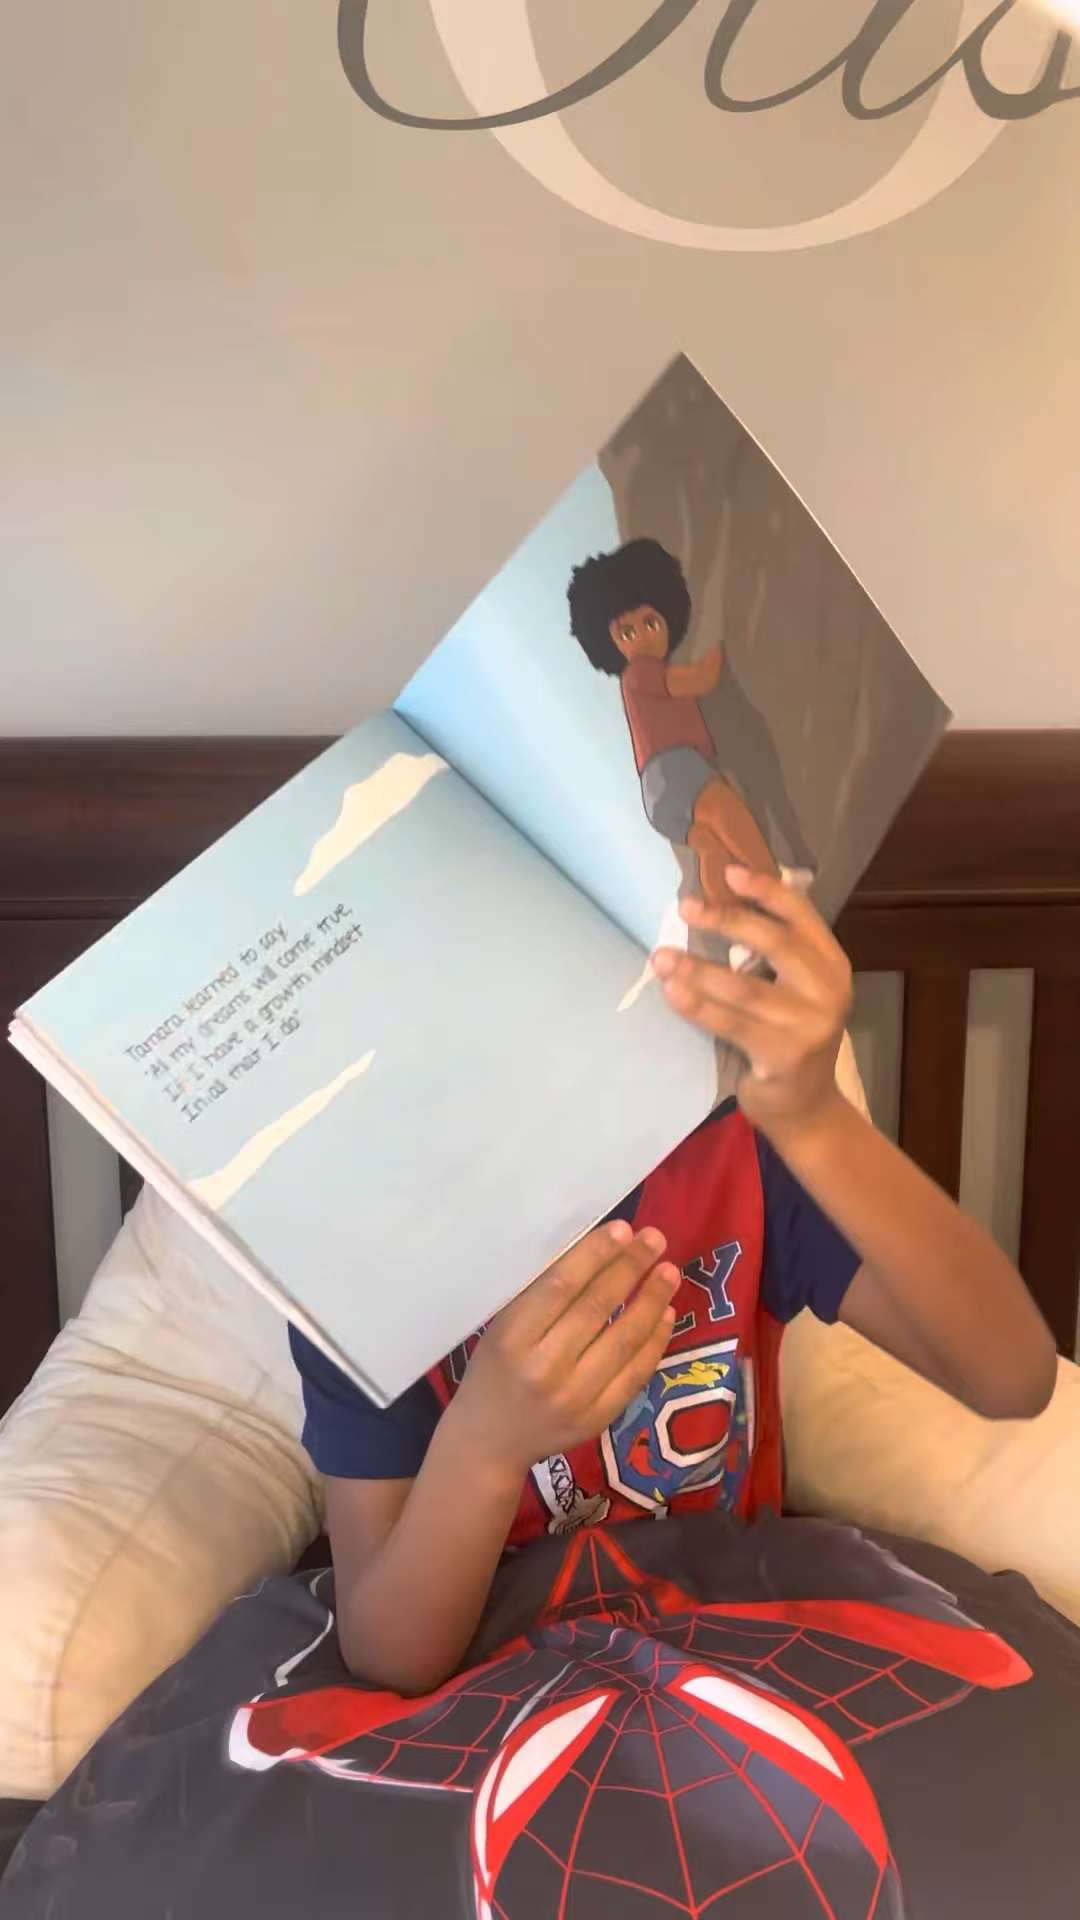 Tamara learned to say,
"All my dreams will come true,
If I have a growth mindset
In all that I do"